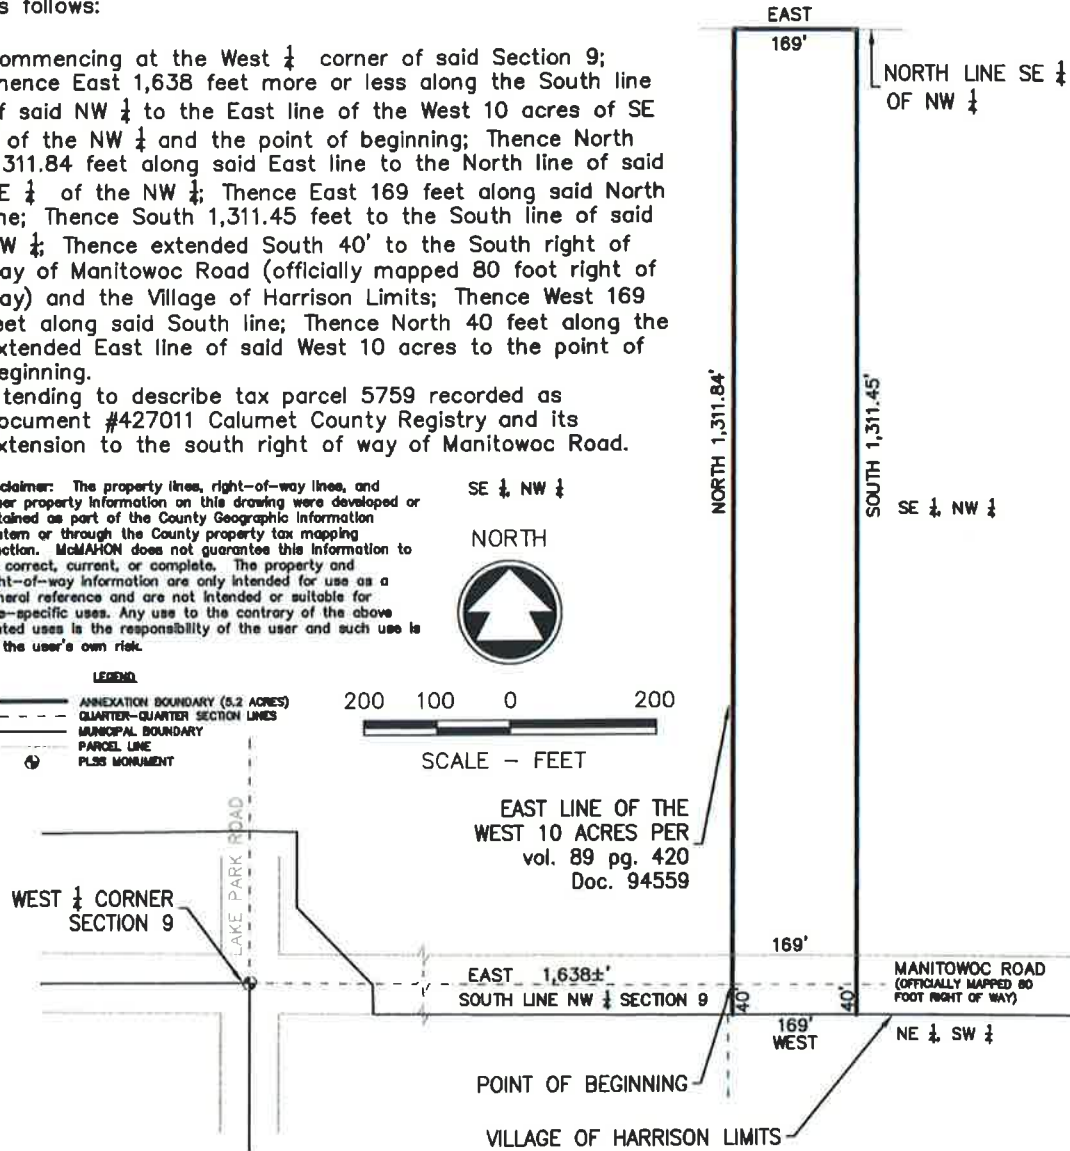 s follows:
ommencing at the West ¼ corner of said Section 9;
hence East 1,638 feet more or less along the South line
f said NW ¼ to the East line of the West 10 acres of SE
of the NW ¼ and the point of beginning; Thence North
311.84 feet along said East line to the North line of said
E ¼ of the NW ¼; Thence East 169 feet along said North
ne; Thence South 1,311.45 feet to the South line of said
W ¼; Thence extended South 40' to the South right of
ay of Manitowoc Road (officially mapped 80 foot right of
ay) and the Village of Harrison Limits; Thence West 169
eet along said South line; Thence North 40 feet along the
xtended East line of said West 10 acres to the point of
eginning.
tending to describe tax parcel 5759 recorded as
ocument #427011 Calumet County Registry and its
xtension to the south right of way of Manitowoc Road.
claimer: The property lines, right-of-way lines, and
er property information on this drawing were developed or
tained as part of the County Geographic Information
stem or through the County property tax mapping
ction. McMAHON does not guarantee this information to
correct, current, or complete. The property and
ht-of-way information are only intended for use as a
neral reference and are not intended or suitable for
e-specific uses. Any use to the contrary of the above
ted uses is the responsibility of the user and such use is
the user's own risk.
LEGEND
ANNEXATION BOUNDARY (5.2 ACRES)
QUARTER-QUARTER SECTION LINES
MUNICIPAL BOUNDARY
PARCEL LINE
PLSS MONUMENT
EAST
169'
NORTH LINE SE ¼
OF NW ¼
NORTH 1,311.84'
SOUTH 1,311.45'
SE ¼, NW ¼
SE ¼, NW ¼
NORTH
200 100 0 200
SCALE - FEET
EAST LINE OF THE
WEST 10 ACRES PER
vol. 89 pg. 420
Doc. 94559
LAKE PARK ROAD
WEST ¼ CORNER
SECTION 9
EAST 1,638±'
SOUTH LINE NW ¼ SECTION 9
169'
40'
40'
169'
WEST
MANITOWOC ROAD
(OFFICIALLY MAPPED 80
FOOT RIGHT OF WAY)
NE ¼, SW ¼
POINT OF BEGINNING
VILLAGE OF HARRISON LIMITS